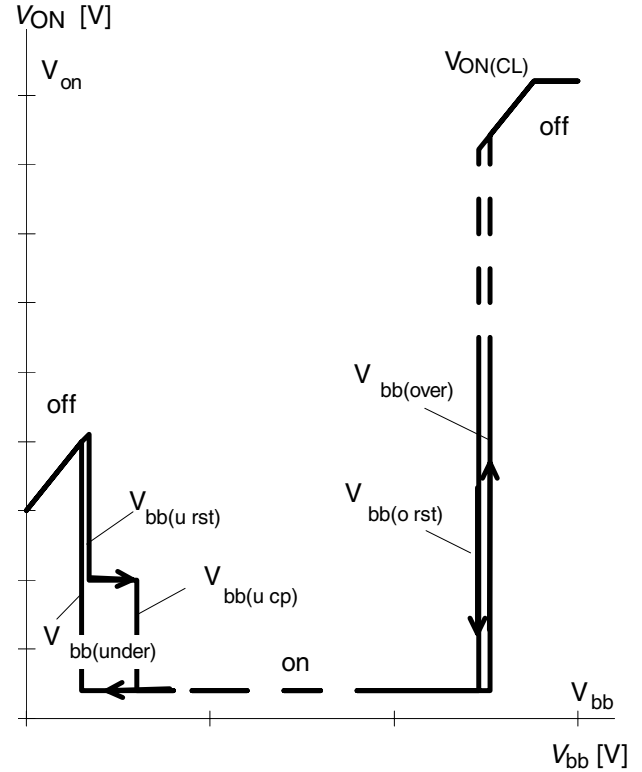 VON [V]
Von
VON(CL)
off
Vbb(over)
off
Vbb(o rst)
Vbb(u rst)
Vbb(u cp)
Vbb(under)
on
Vbb
Vbb [V]